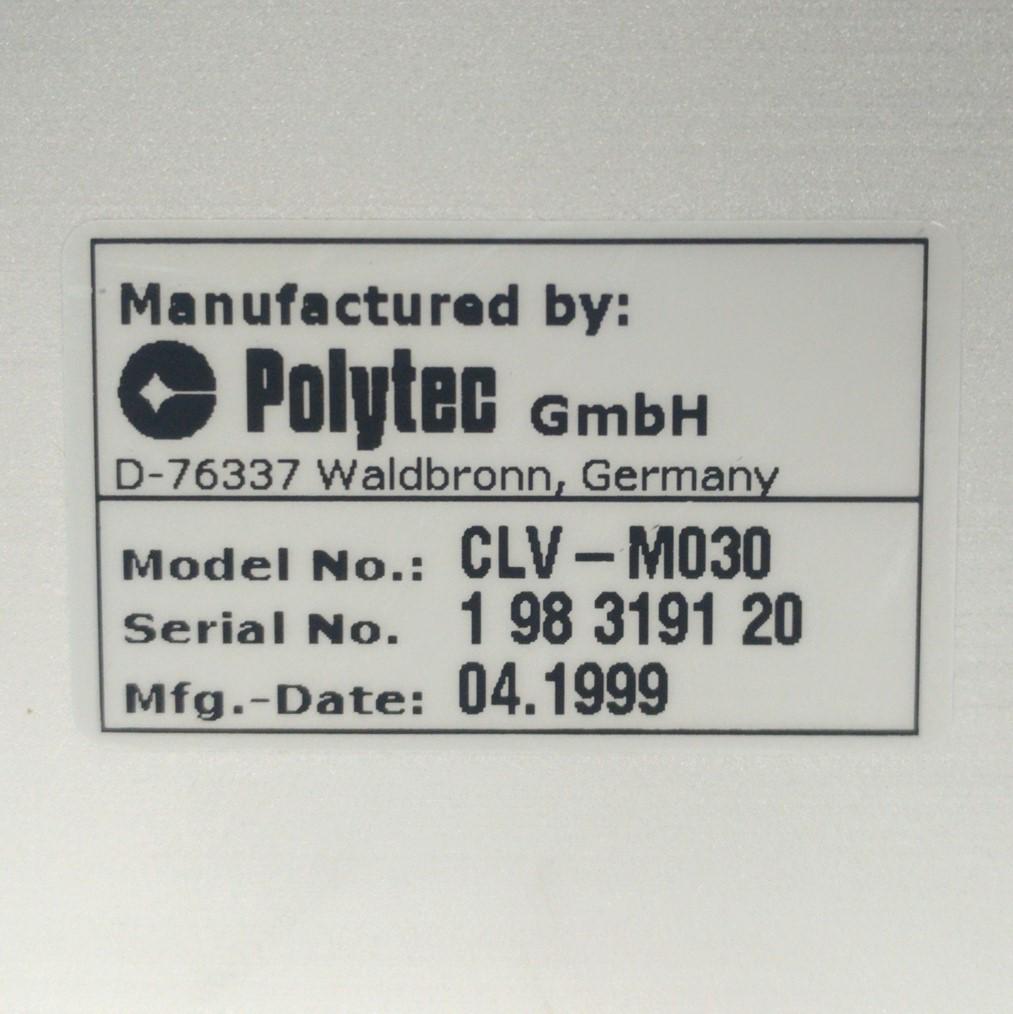 Manufactured by:
Polytec GmbH
D-76337 Waldbronn, Germany
Model No.: CLV-M030
Serial No. 1 98 3191 20
Mfg.-Date: 04.1999